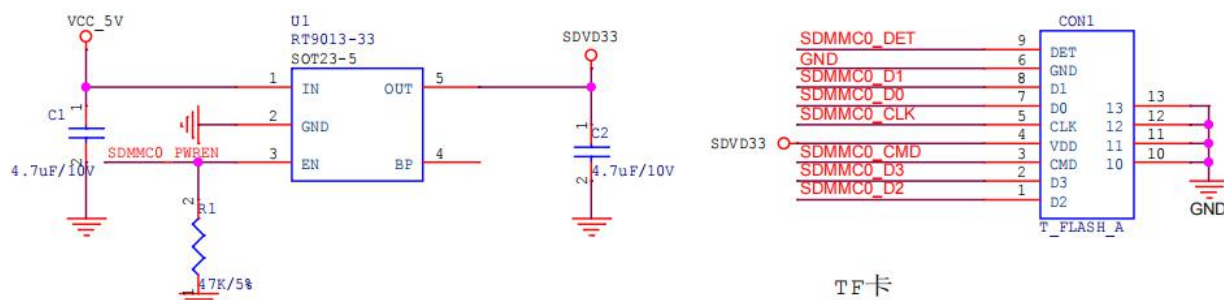 VCC_5V
U1
RT9013-33
SOT23-5
SDVD33
1
IN
OUT
5
C1
1
2
4.7uF/10V
2
GND
SDMMC0_PWREN
3
EN
BP
4
C2
1
2
4.7uF/10V
2
R1
1
47K/5%
CON1
SDMMC0_DET
9
DET
GND
6
GND
SDMMC0_D1
8
D1
SDMMC0_D0
7
D0
13
13
SDMMC0_CLK
5
CLK
12
12
SDVD33
4
VDD
11
11
SDMMC0_CMD
3
CMD
10
10
SDMMC0_D3
2
D3
SDMMC0_D2
1
D2
GND
T_FLASH_A
TF卡